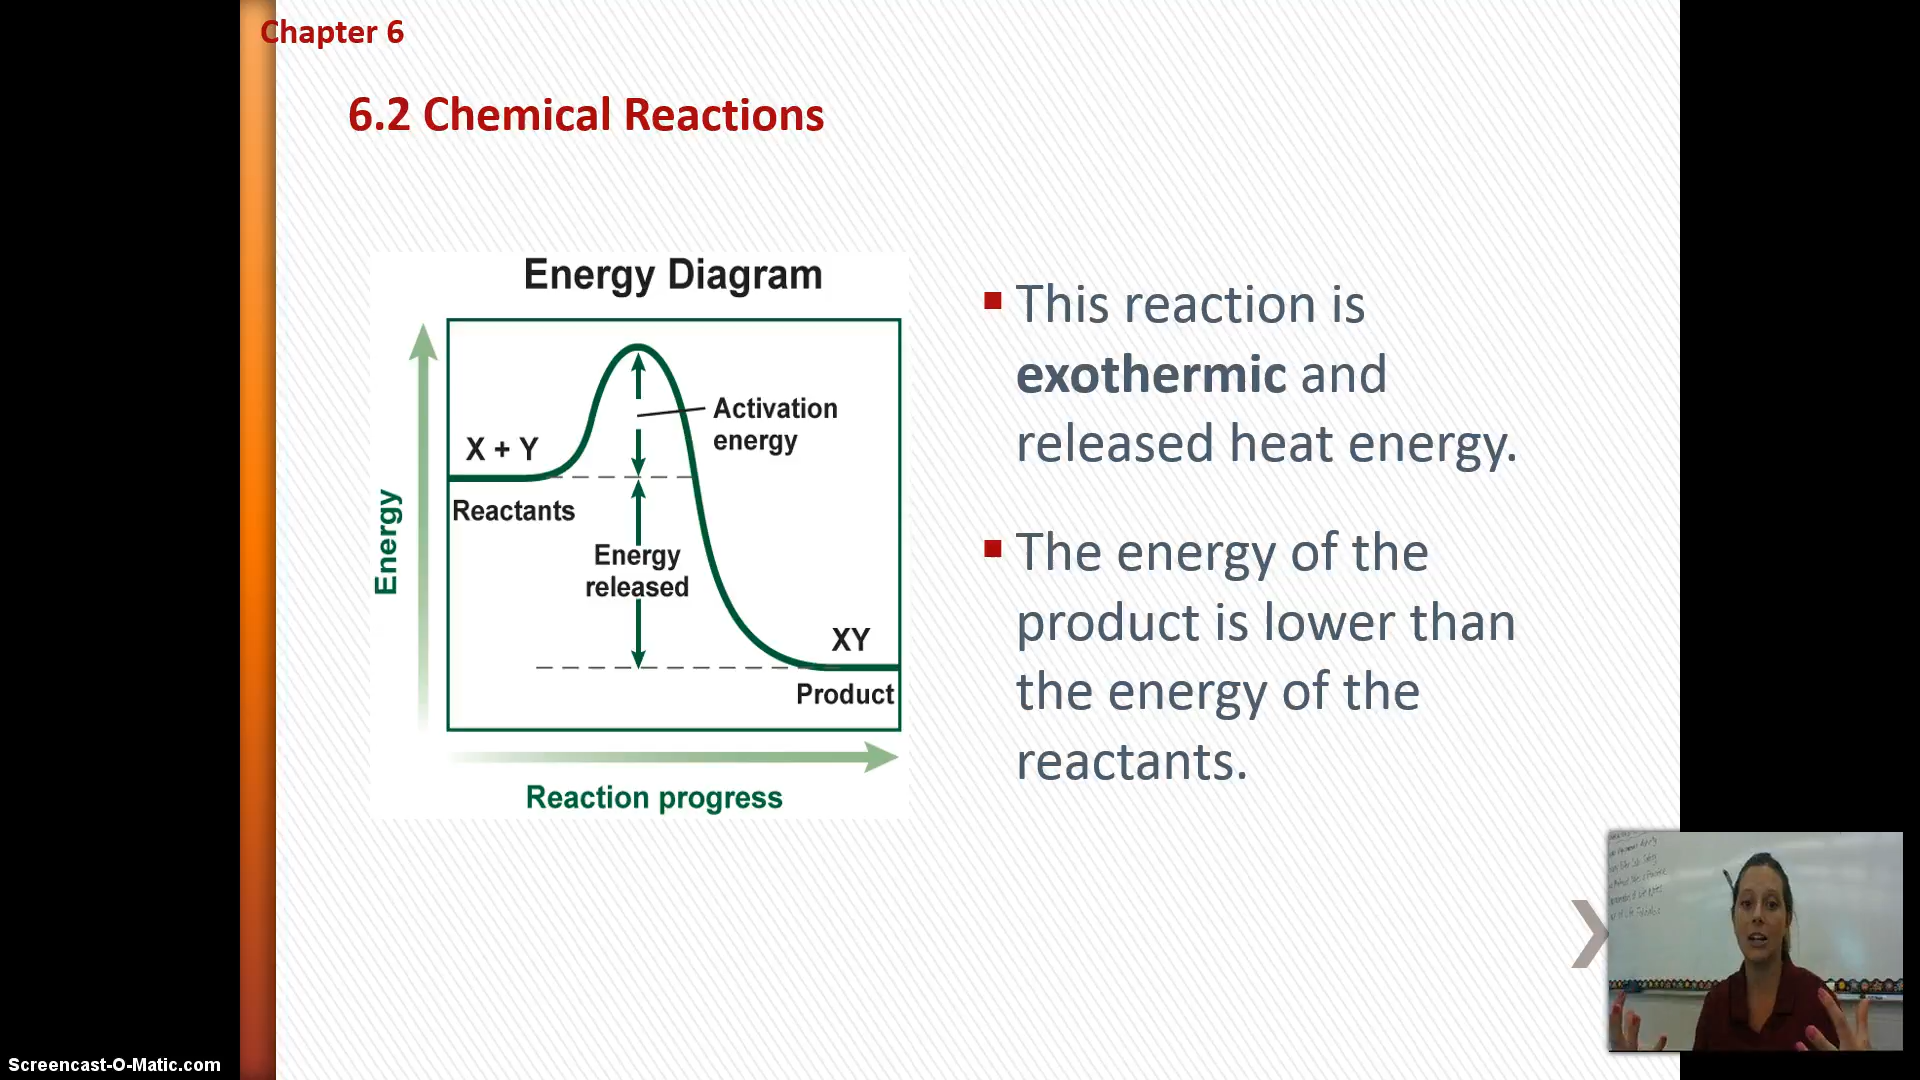 Chapter 6
6.2 Chemical Reactions
Energy Diagram
Activation
energy
X + Y
Reactants
Energy
released
XY
Product
Energy
Reaction progress
This reaction is
exothermic and
released heat energy.
The energy of the
product is lower than
the energy of the
reactants.
Screencast-O-Matic.com